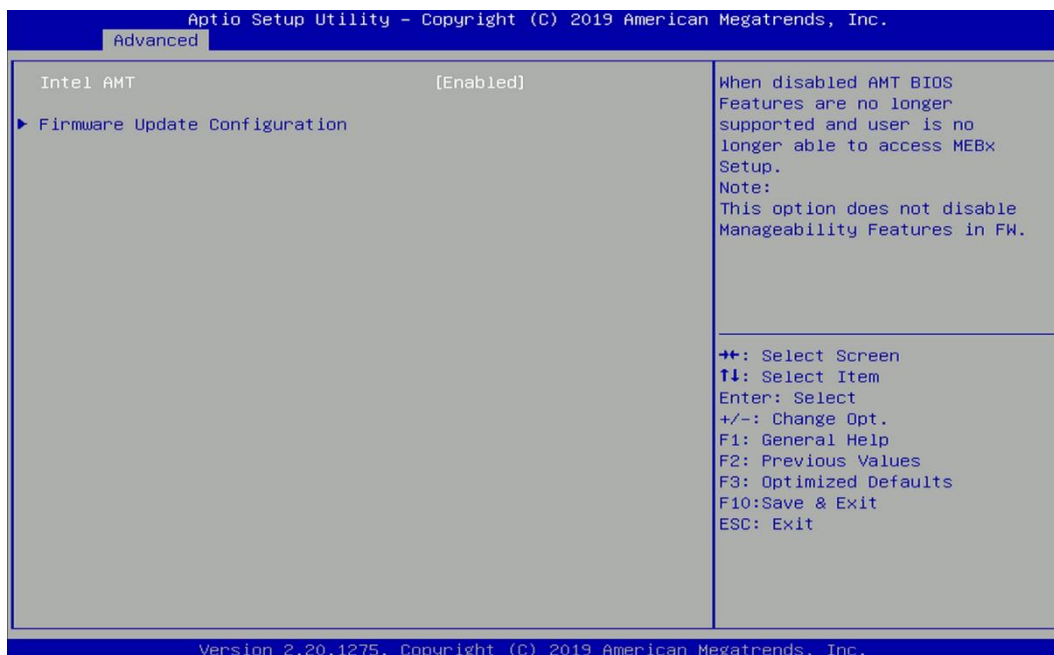 Aptio Setup Utility – Copyright (C) 2019 American Megatrends, Inc.
Advanced
Intel AMT [Enabled]
▶ Firmware Update Configuration
When disabled AMT BIOS
Features are no longer
supported and user is no
longer able to access MEBx
Setup.
Note:
This option does not disable
Manageability Features in FW.
→←: Select Screen
↑↓: Select Item
Enter: Select
+/-: Change Opt.
F1: General Help
F2: Previous Values
F3: Optimized Defaults
F10:Save & Exit
ESC: Exit
Version 2.20.1275. Copyright (C) 2019 American Megatrends, Inc.